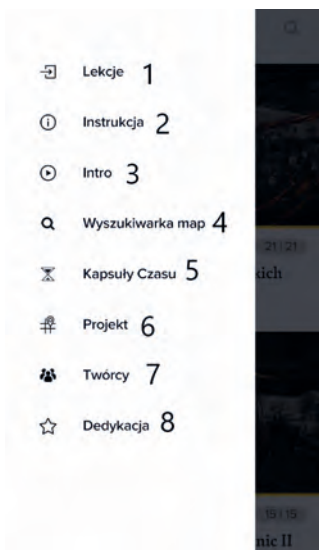 Lekcje 1
Instrukcja 2
Intro 3
Wyszukiwarka map 4
21 | 21
Kapsuły Czasu 5
ich
Projekt 6
Twórcy 7
Dedykacja 8
15 | 15
nic II